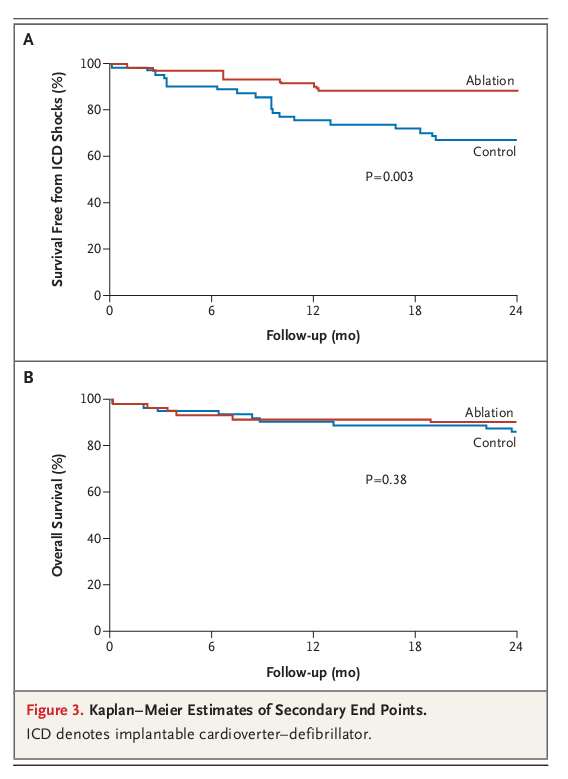 A
Survival Free from ICD Shocks (%)
100
80
60
40
20
0
Ablation
Control
P=0.003
0 6 12 18 24
Follow-up (mo)
B
Overall Survival (%)
100
80
60
40
20
0
Ablation
Control
P=0.38
0 6 12 18 24
Follow-up (mo)
Figure 3. Kaplan–Meier Estimates of Secondary End Points.
ICD denotes implantable cardioverter–defibrillator.